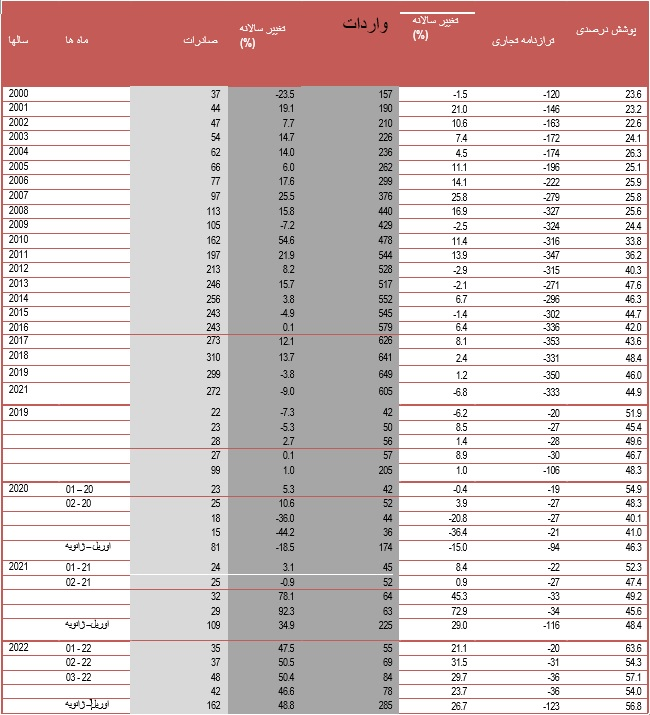 سالها ماه ها صادرات تغییر سالانه (%) واردات تغییر سالانه (%) ترازنامه تجاری پوشش درصدی
2000 37 -23.5 157 -1.5 -120 23.6
2001 44 19.1 190 21.0 -146 23.2
2002 47 7.7 210 10.6 -163 22.6
2003 54 14.7 226 7.4 -172 24.1
2004 62 14.0 236 4.5 -174 26.3
2005 66 6.0 262 11.1 -196 25.1
2006 77 17.6 299 14.1 -222 25.9
2007 97 25.5 376 25.8 -279 25.8
2008 113 15.8 440 16.9 -327 25.6
2009 105 -7.2 429 -2.5 -324 24.4
2010 162 54.6 478 11.4 -316 33.8
2011 197 21.9 544 13.9 -347 36.2
2012 213 8.2 528 -2.9 -315 40.3
2013 246 15.7 517 -2.1 -271 47.6
2014 256 3.8 552 6.7 -296 46.3
2015 243 -4.9 545 -1.4 -302 44.7
2016 243 0.1 579 6.4 -336 42.0
2017 273 12.1 626 8.1 -353 43.6
2018 310 13.7 641 2.4 -331 48.4
2019 299 -3.8 649 1.2 -350 46.0
2021 272 -9.0 605 -6.8 -333 44.9
2019 22 -7.3 42 -6.2 -20 51.9
23 -5.3 50 8.5 -27 45.4
28 2.7 56 1.4 -28 49.6
27 0.1 57 8.9 -30 46.7
99 1.0 205 1.0 -106 48.3
2020 01 – 20 23 5.3 42 -0.4 -19 54.9
02 - 20 25 10.6 52 3.9 -27 48.3
18 -36.0 44 -20.8 -27 40.1
15 -44.2 36 -36.4 -21 41.0
اوریل – ژانویه 81 -18.5 174 -15.0 -94 46.3
2021 01 - 21 24 3.1 45 8.4 -22 52.3
02 - 21 25 -0.9 52 0.9 -27 47.4
32 78.1 64 45.3 -33 49.2
29 92.3 63 72.9 -34 45.6
اوریل–ژانویه 109 34.9 225 29.0 -116 48.4
2022 01 - 22 35 47.5 55 21.1 -20 63.6
02 - 22 37 50.5 69 31.5 -31 54.3
03 - 22 48 50.4 84 29.7 -36 57.1
42 46.6 78 23.7 -36 54.0
اوریل–ژانویه 162 48.8 285 26.7 -123 56.8